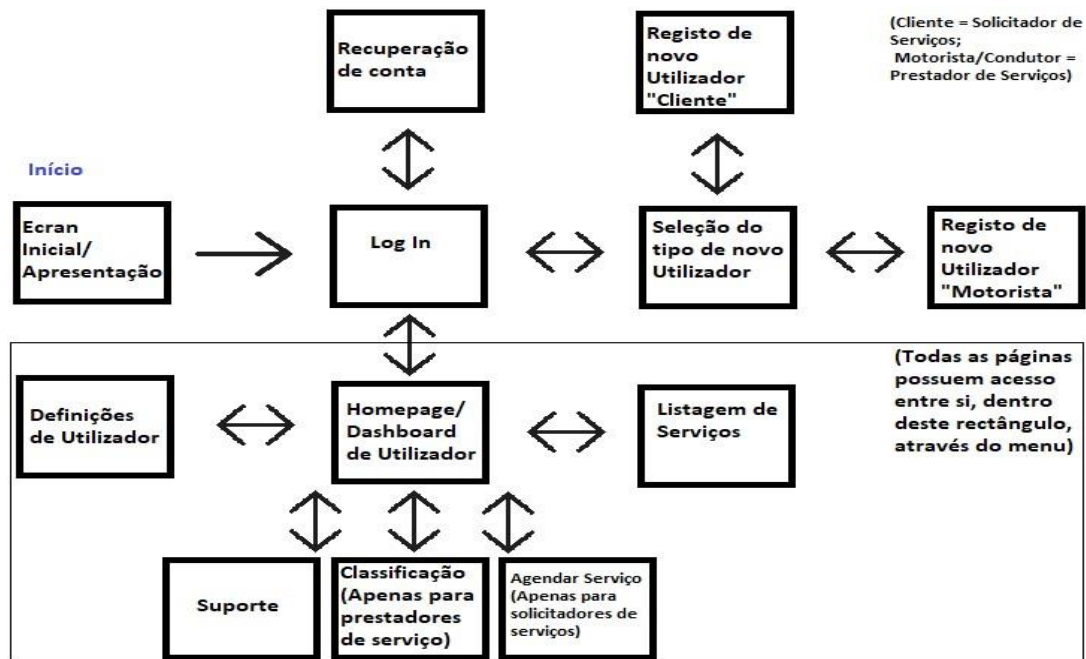 Recuperação
de conta
Registo de
novo
Utilizador
"Cliente"
(Cliente = Solicitador de
Serviços;
Motorista/Condutor =
Prestador de Serviços)
Início
Ecran
Inicial/
Apresentação
Log In
Seleção do
tipo de novo
Utilizador
Registo de
novo
Utilizador
"Motorista"
(Todas as páginas
possuem acesso
entre si, dentro
deste rectângulo,
através do menu)
Definições
de Utilizador
Homepage/
Dashboard
de Utilizador
Listagem de
Serviços
Suporte
Classificação
(Apenas para
prestadores
de serviço)
Agendar Serviço
(Apenas para
solicitadores de
serviços)